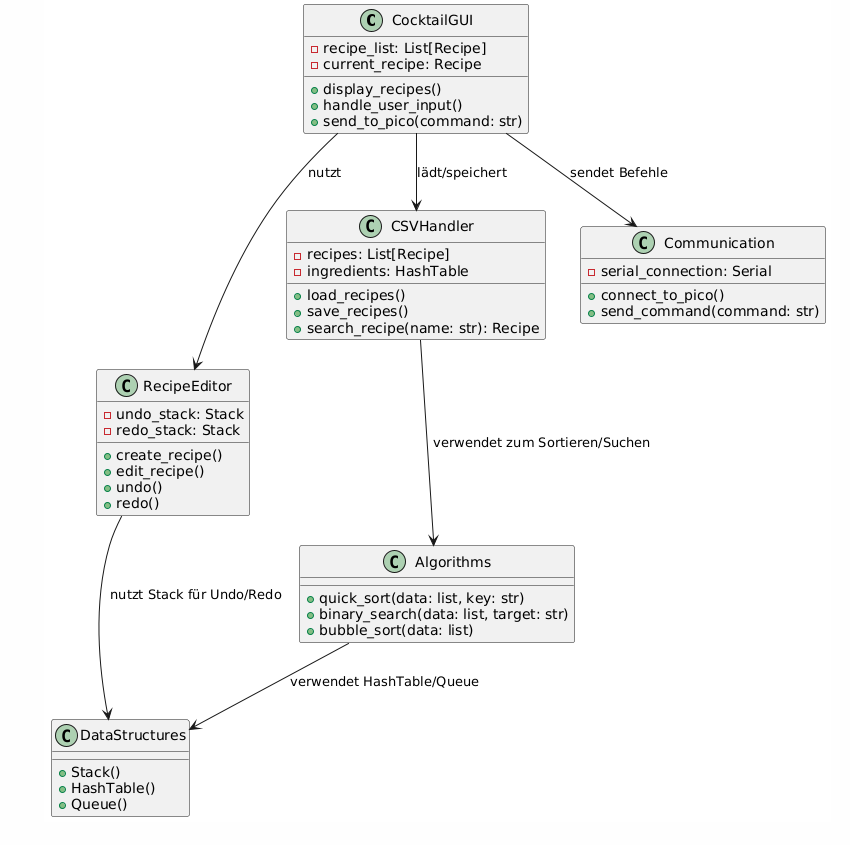 C CocktailGUI
recipe_list: List[Recipe]
current_recipe: Recipe
display_recipes()
handle_user_input()
send_to_pico(command: str)
nutzt
lädt/speichert
sendet Befehle
C CSVHandler
recipes: List[Recipe]
ingredients: HashTable
load_recipes()
save_recipes()
search_recipe(name: str): Recipe
C Communication
serial_connection: Serial
connect_to_pico()
send_command(command: str)
C RecipeEditor
undo_stack: Stack
redo_stack: Stack
create_recipe()
edit_recipe()
undo()
redo()
verwendet zum Sortieren/Suchen
C Algorithms
quick_sort(data: list, key: str)
binary_search(data: list, target: str)
bubble_sort(data: list)
nutzt Stack für Undo/Redo
verwendet HashTable/Queue
C DataStructures
Stack()
HashTable()
Queue()